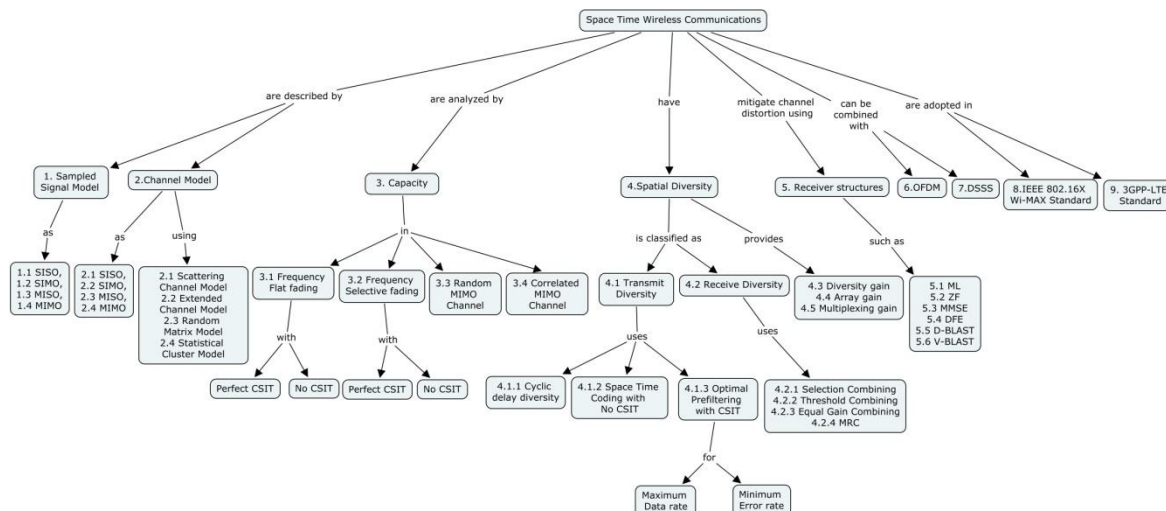 Space Time Wireless Communications
are described by
are analyzed by
have
mitigate channel
distortion using
can be
combined
with
are adopted in
1. Sampled
Signal Model
2.Channel Model
3. Capacity
4.Spatial Diversity
5. Receiver structures
6.OFDM
7.DSSS
8.IEEE 802.16X
Wi-MAX Standard
9. 3GPP-LTE
Standard
as
as
using
in
is classified as
provides
such as
1.1 SISO,
1.2 SIMO,
1.3 MISO,
1.4 MIMO
2.1 SISO,
2.2 SIMO,
2.3 MISO,
2.4 MIMO
2.1 Scattering
Channel Model
2.2 Extended
Channel Model
2.3 Random
Matrix Model
2.4 Statistical
Cluster Model
3.1 Frequency
Flat fading
3.2 Frequency
Selective fading
3.3 Random
MIMO
Channel
3.4 Correlated
MIMO
Channel
4.1 Transmit
Diversity
4.2 Receive Diversity
4.3 Diversity gain
4.4 Array gain
4.5 Multiplexing gain
5.1 ML
5.2 ZF
5.3 MMSE
5.4 DFE
5.5 D-BLAST
5.6 V-BLAST
with
with
uses
uses
Perfect CSIT
No CSIT
Perfect CSIT
No CSIT
4.1.1 Cyclic
delay diversity
4.1.2 Space Time
Coding with
No CSIT
4.1.3 Optimal
Prefiltering
with CSIT
4.2.1 Selection Combining
4.2.2 Threshold Combining
4.2.3 Equal Gain Combining
4.2.4 MRC
for
Maximum
Data rate
Minimum
Error rate